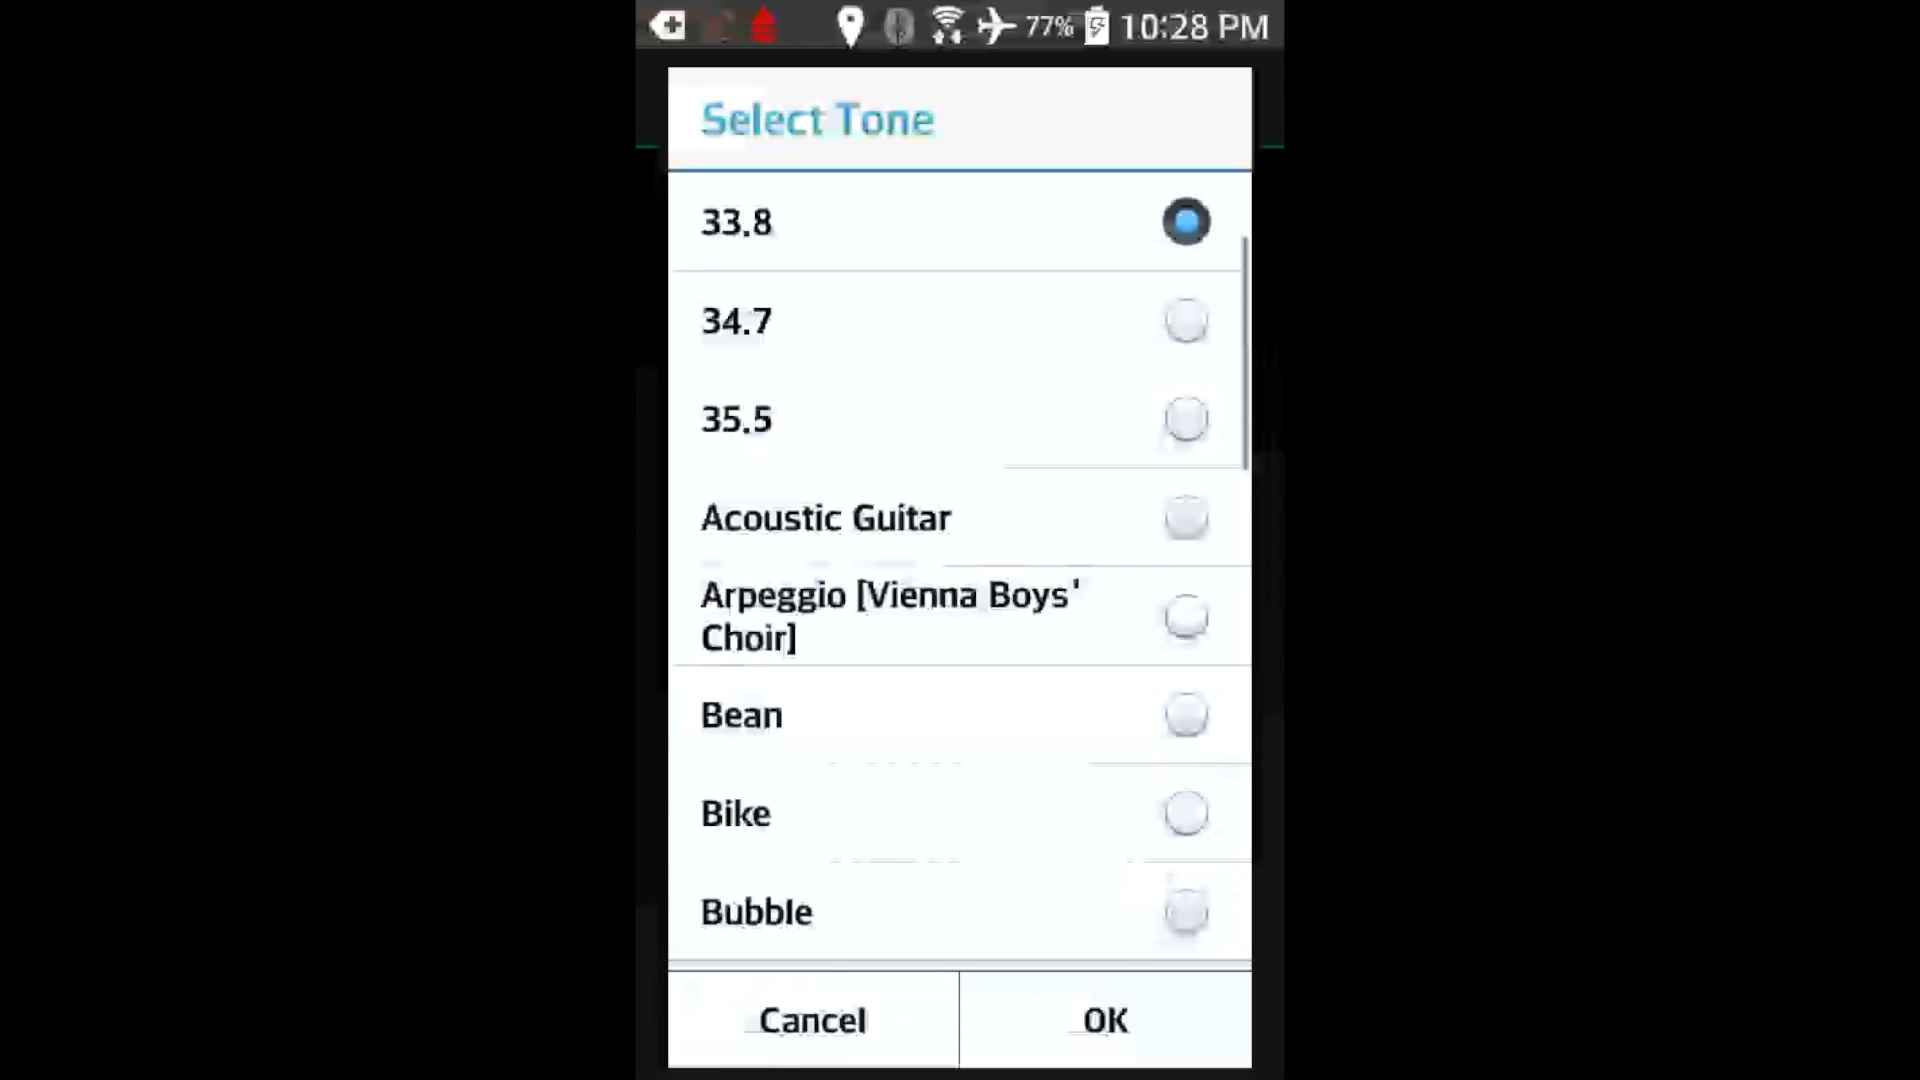 77% 10:28 PM
Select Tone
33.8
34.7
35.5
Acoustic Guitar
Arpeggio [Vienna Boys'
Choir]
Bean
Bike
Bubble
Cancel OK